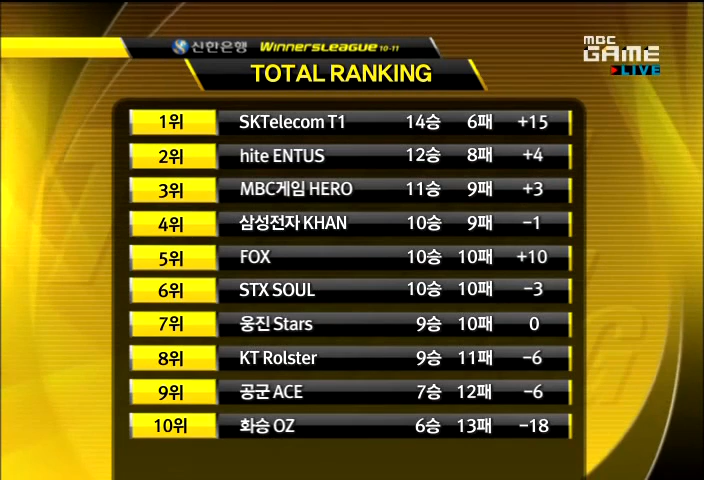 신한은행 WINNERSLEAGUE 10-11
MBC
GAME
LIVE
TOTAL RANKING
1위 SKTelecom T1 14승 6패 +15
2위 hite ENTUS 12승 8패 +4
3위 MBC게임 HERO 11승 9패 +3
4위 삼성전자 KHAN 10승 9패 -1
5위 FOX 10승 10패 +10
6위 STX SOUL 10승 10패 -3
7위 웅진 Stars 9승 10패 0
8위 KT Rolster 9승 11패 -6
9위 공군 ACE 7승 12패 -6
10위 화승 OZ 6승 13패 -18